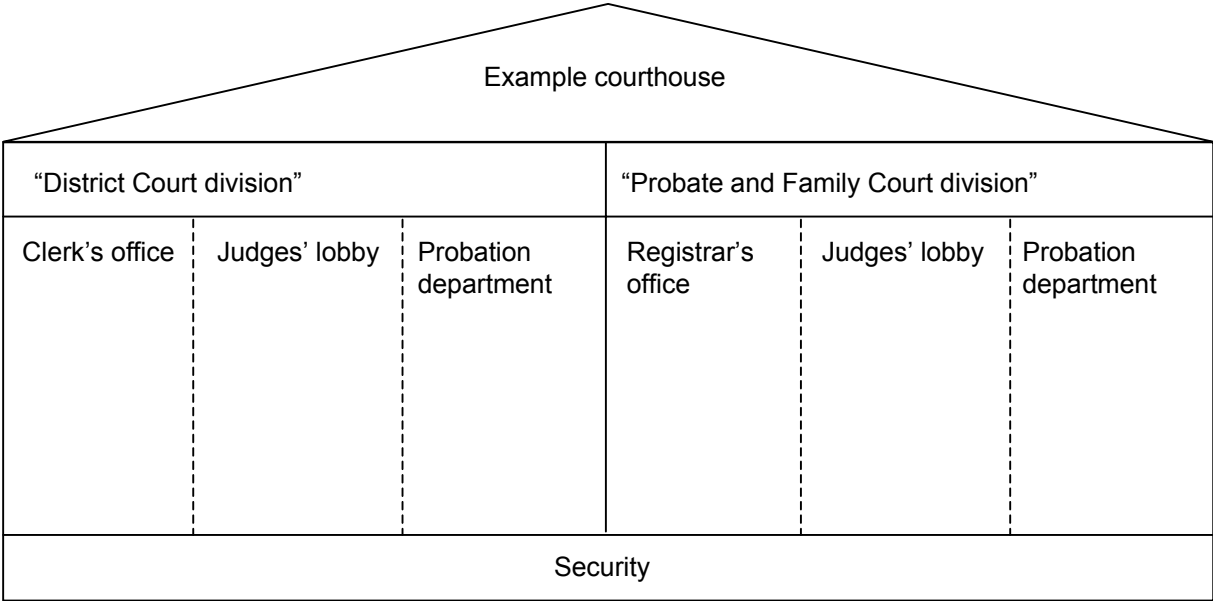 Example courthouse
“District Court division”
“Probate and Family Court division”
Clerk’s office
Judges’ lobby
Probation
department
Registrar’s
office
Judges’ lobby
Probation
department
Security